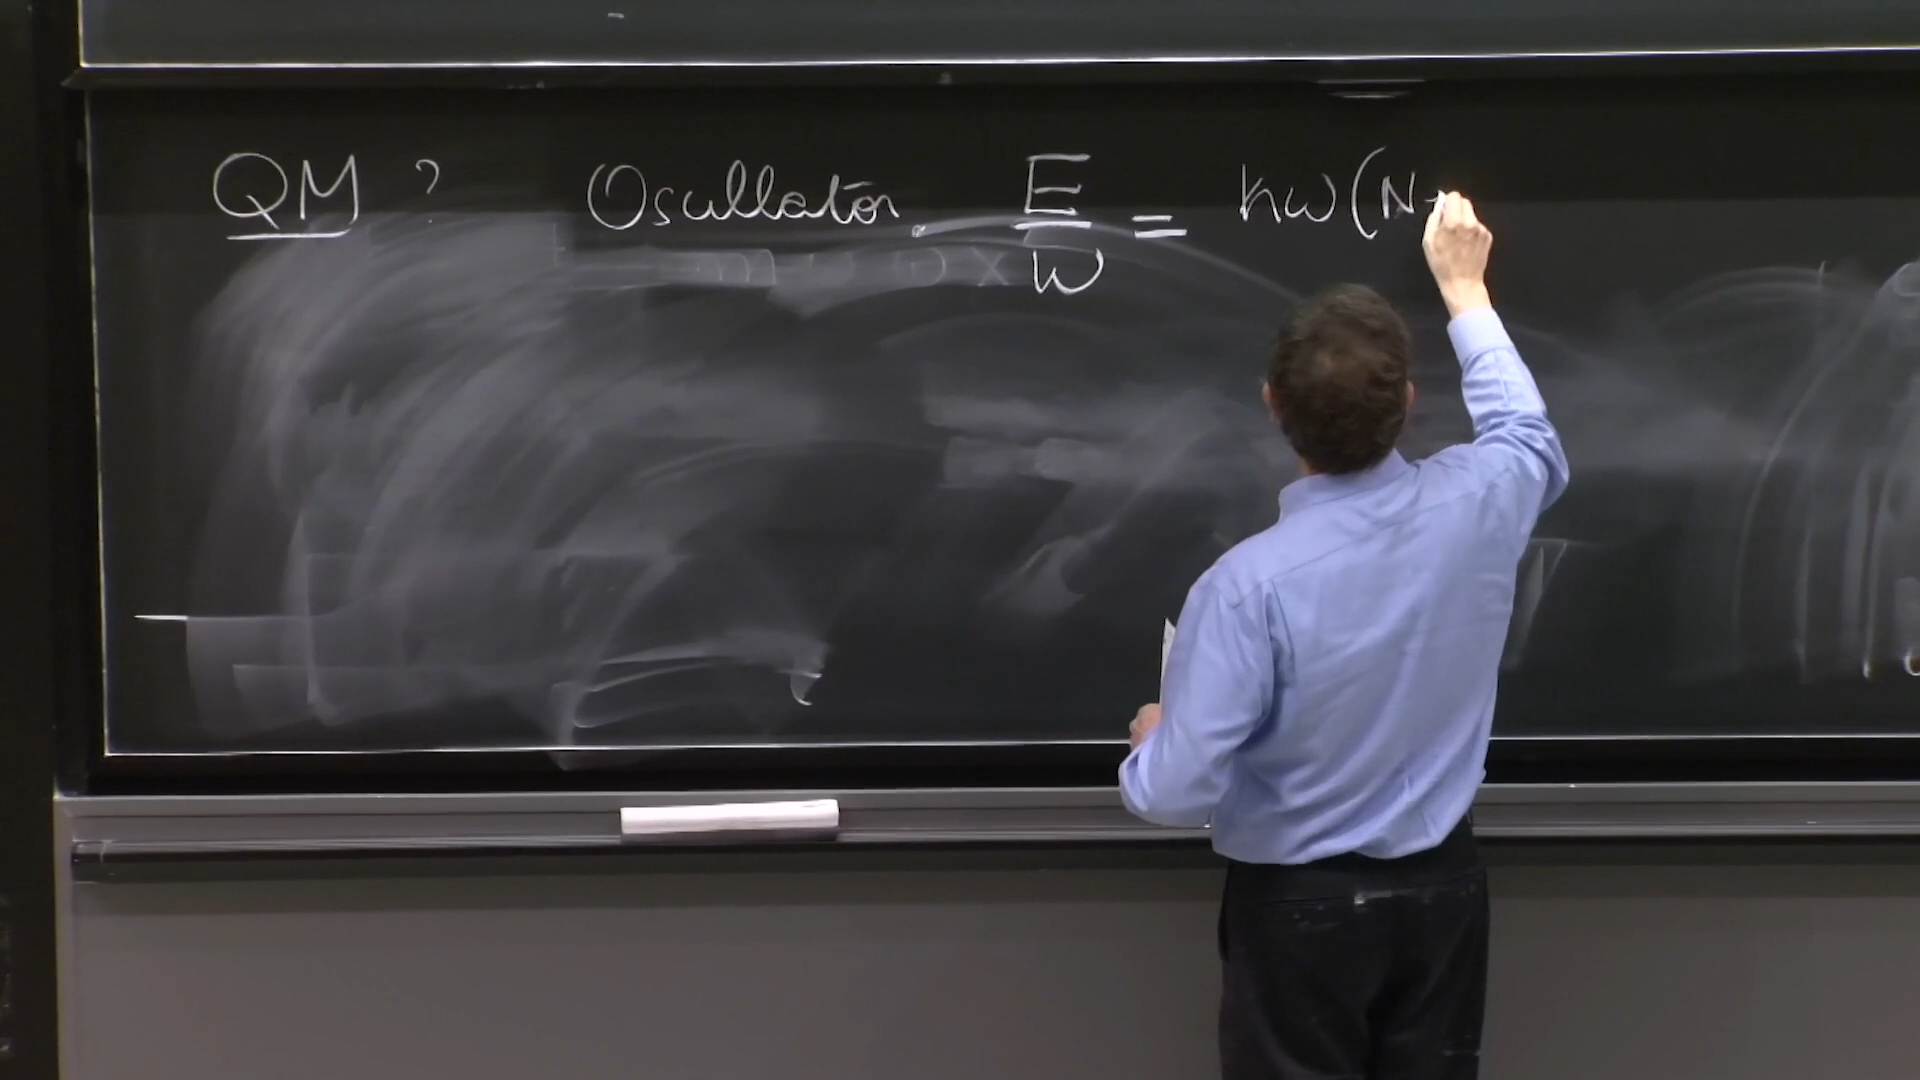 QM ? Oscillator E/ω = ħω(N+